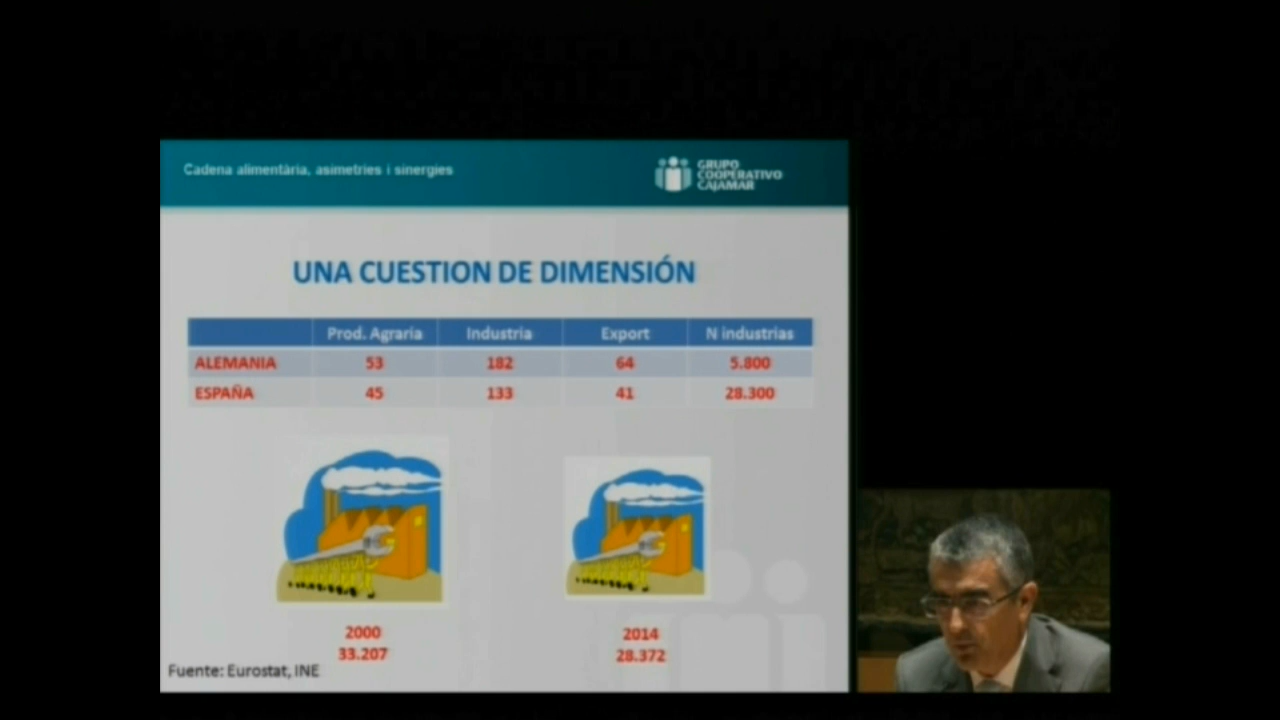 Cadena alimentària, asimetries i sinergies
GRUPO
COOPERATIVO
CAJAMAR
UNA CUESTION DE DIMENSIÓN
Prod. Agraria Industria Export N industrias
ALEMANIA 53 182 64 5.800
ESPAÑA 45 133 41 28.300
2000 2014
33.207 28.372
Fuente: Eurostat, INE